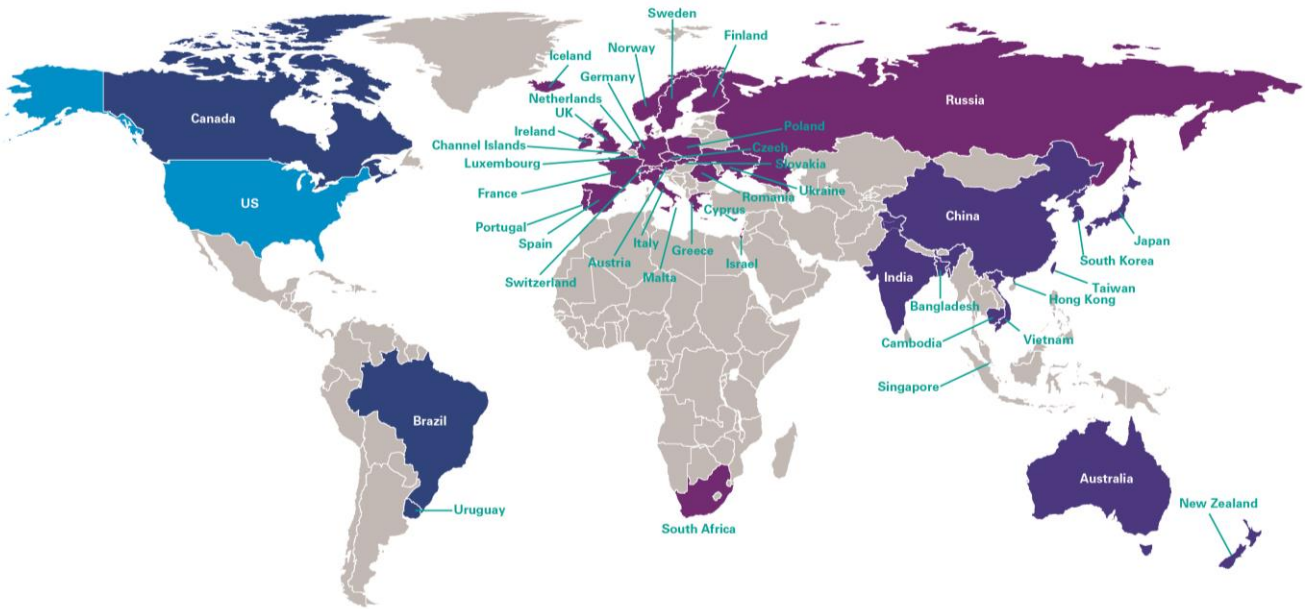 Sweden
Finland
Norway
Iceland
Germany
Netherlands
UK
Ireland
Channel Islands
Luxembourg
France
Portugal
Spain
Switzerland
Austria
Italy
Malta
Greece
Cyprus
Israel
Poland
Czech
Slovakia
Ukraine
Romania
Russia
Canada
US
China
Japan
South Korea
Taiwan
Hong Kong
India
Bangladesh
Cambodia
Vietnam
Singapore
Brazil
Uruguay
South Africa
Australia
New Zealand